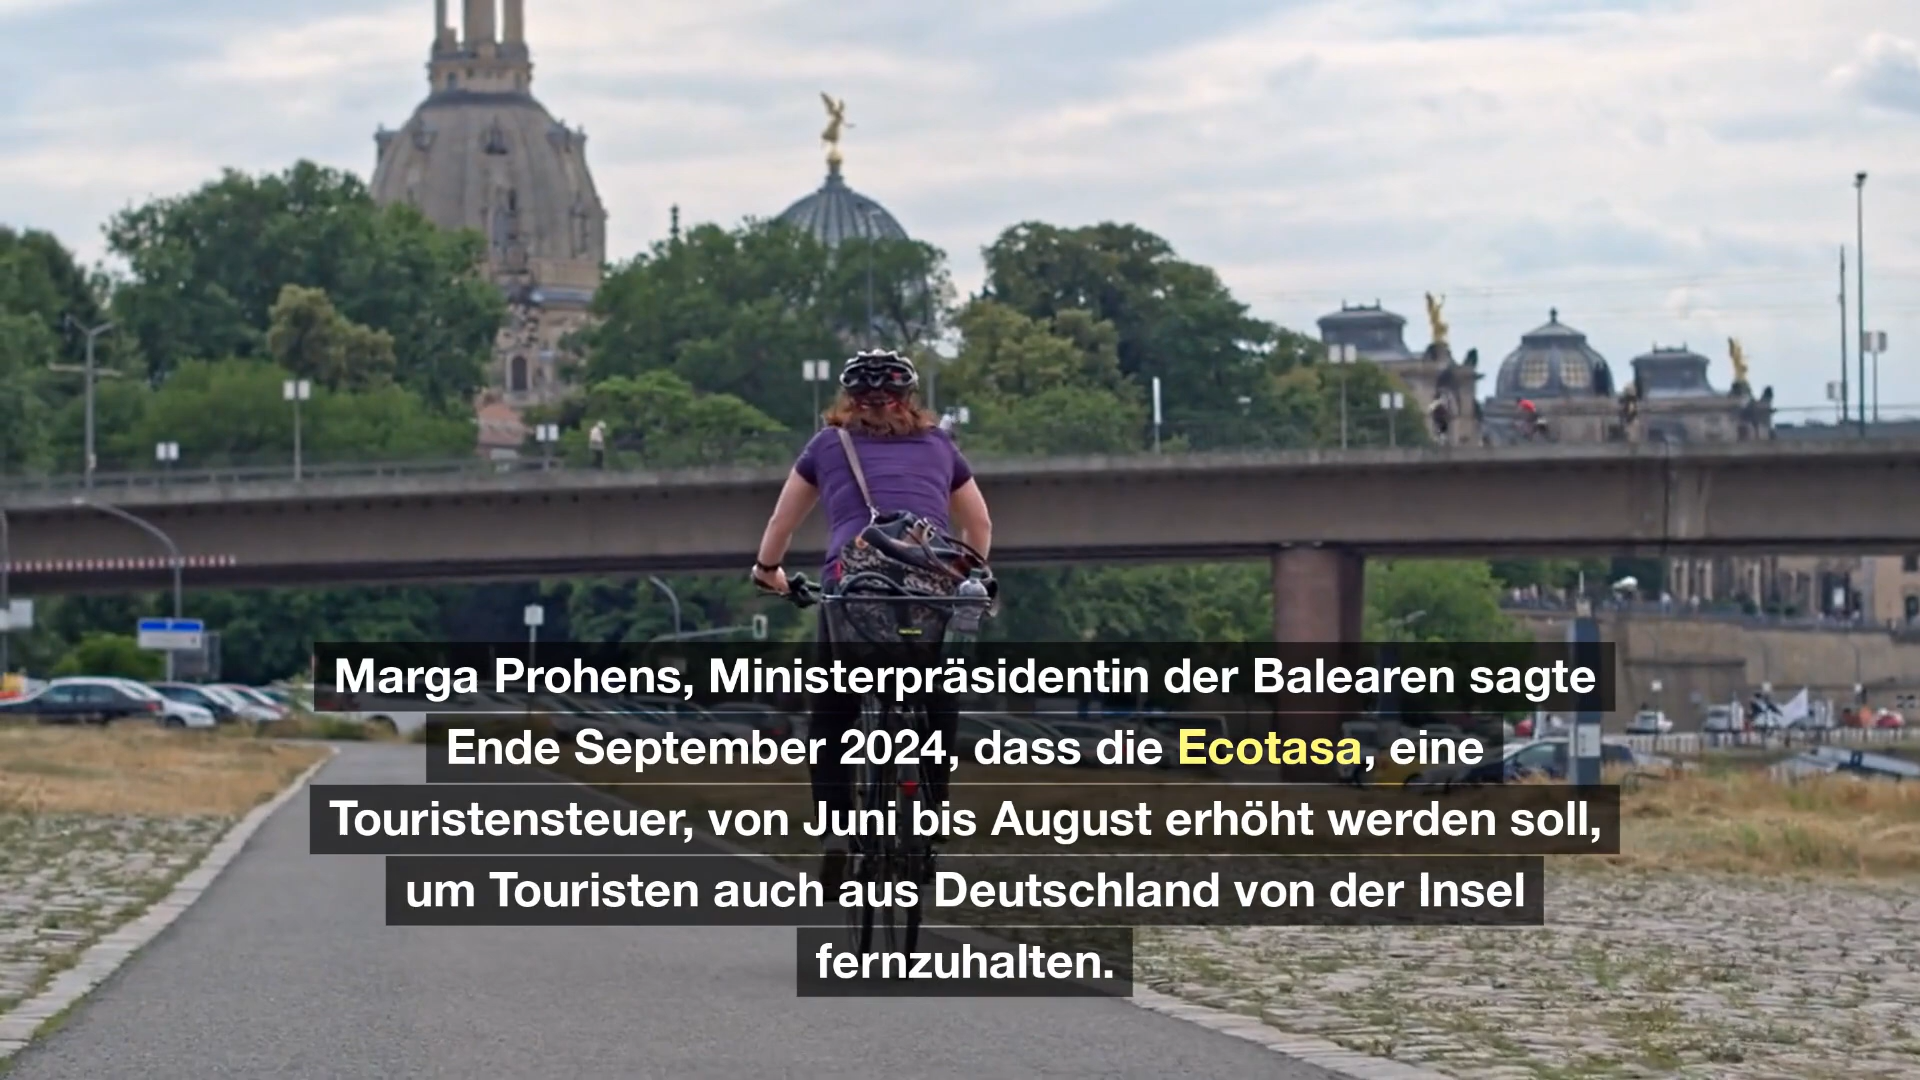 Marga Prohens, Ministerpräsidentin der Balearen sagte
Ende September 2024, dass die Ecotasa, eine
Touristensteuer, von Juni bis August erhöht werden soll,
um Touristen auch aus Deutschland von der Insel
fernzuhalten.